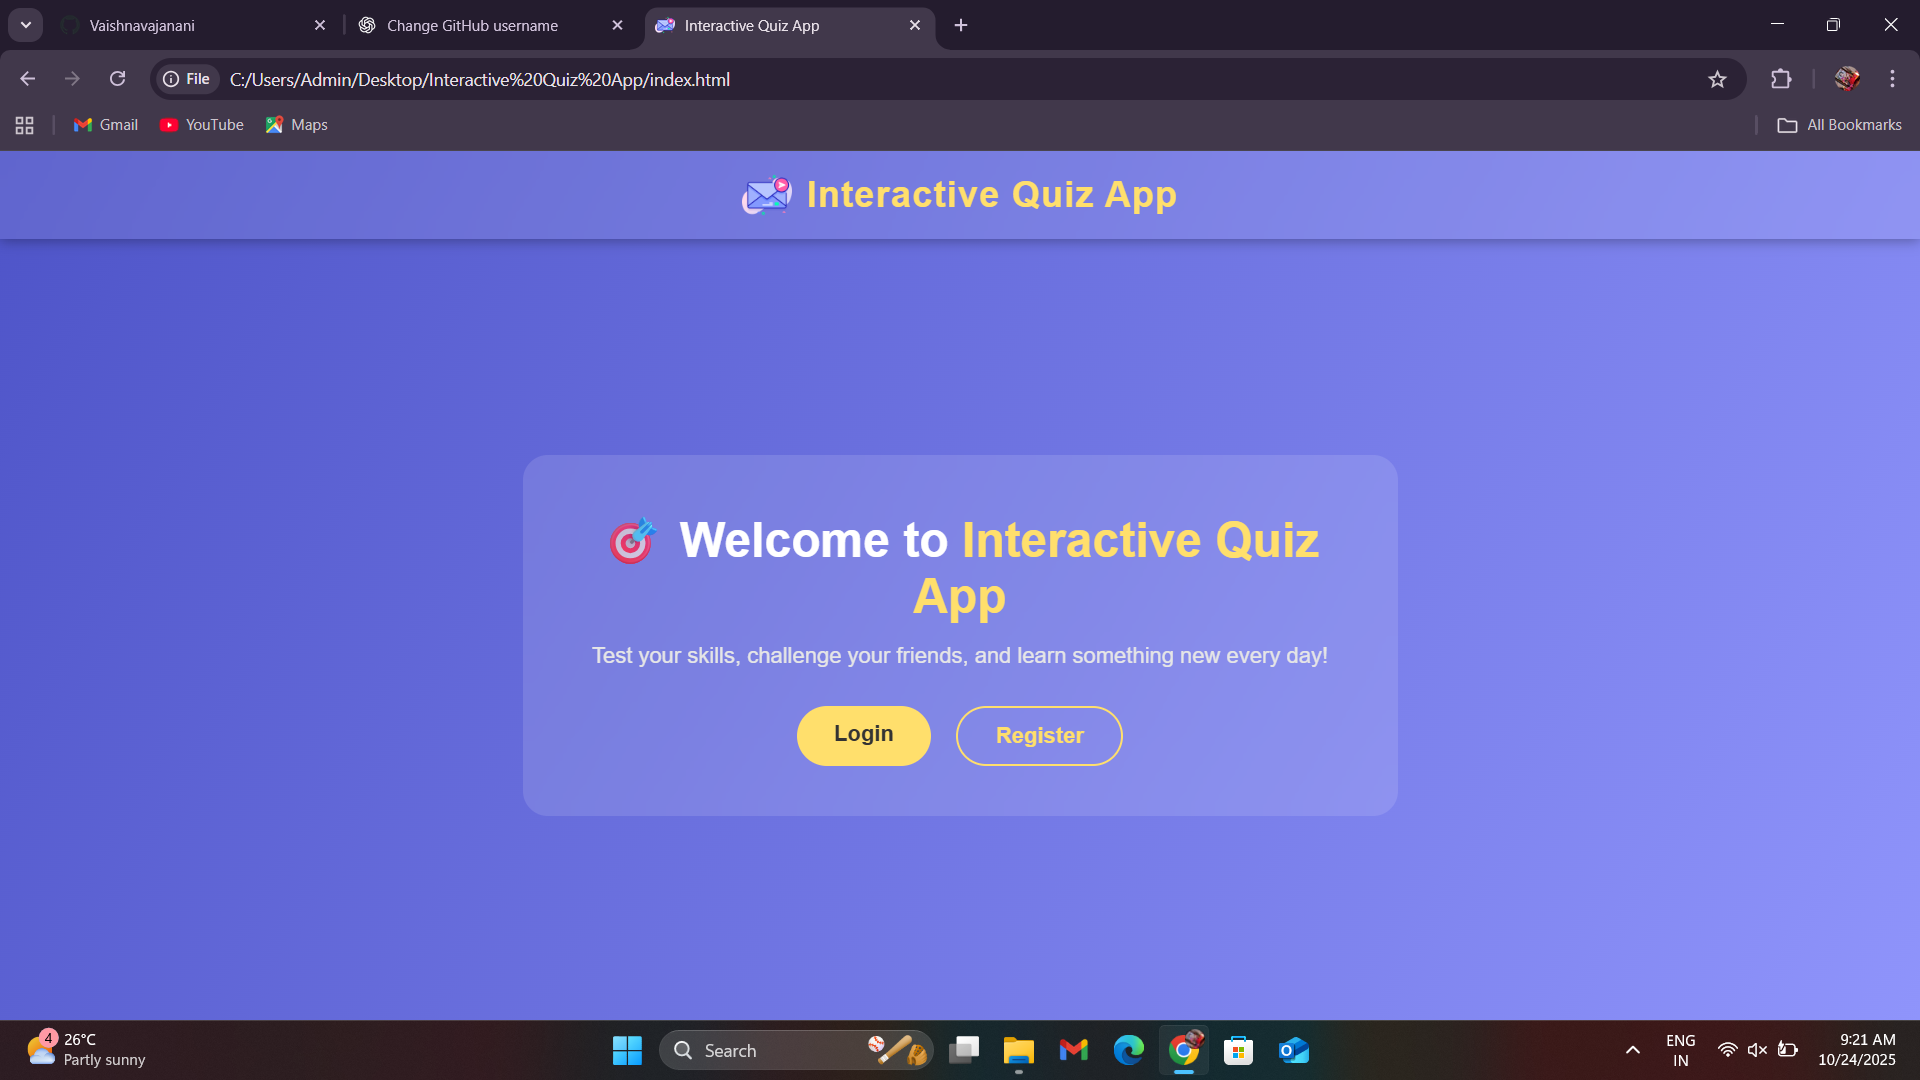 Vaishnavajanani
Change GitHub username
Interactive Quiz App
File
C:/Users/Admin/Desktop/Interactive%20Quiz%20App/index.html
Gmail
YouTube
Maps
All Bookmarks
Interactive Quiz App
Welcome to Interactive Quiz
App
Test your skills, challenge your friends, and learn something new every day!
Login
Register
4
26°C
Partly sunny
Search
ENG
IN
9:21 AM
10/24/2025